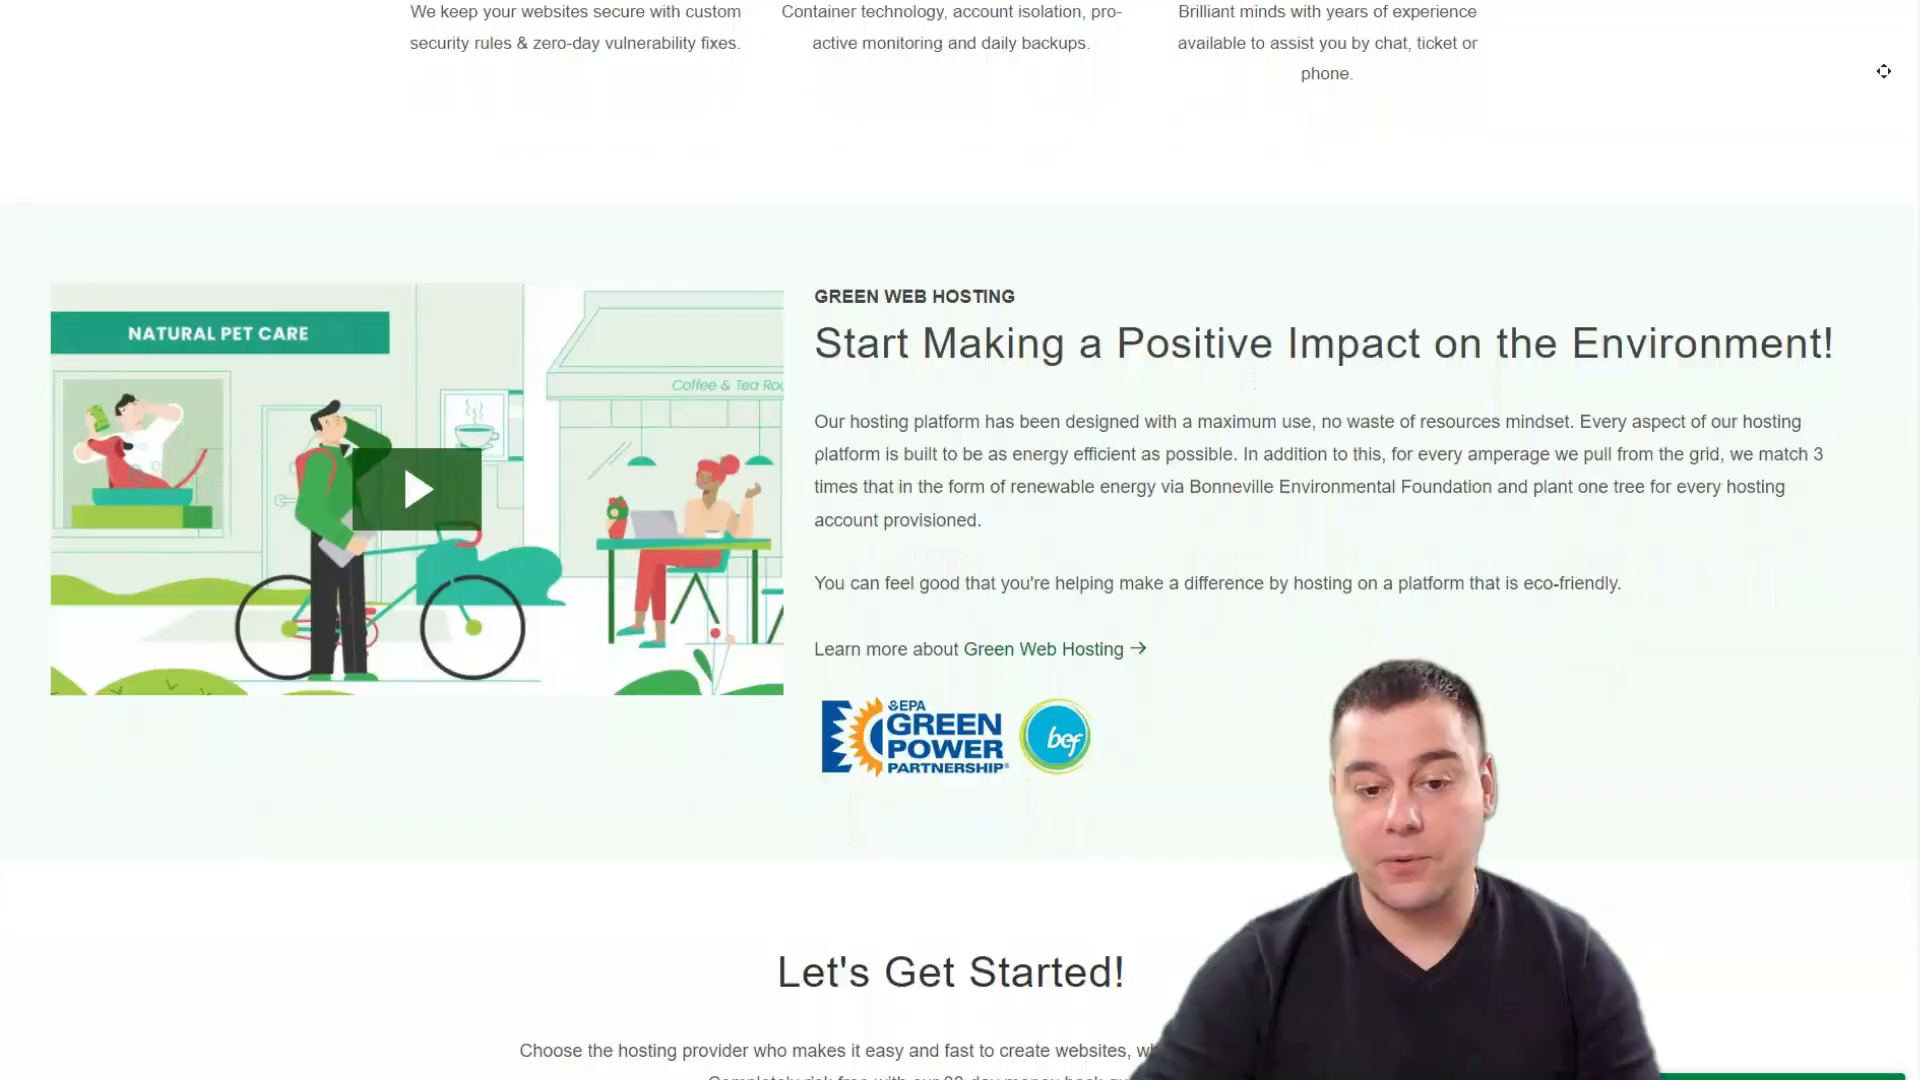 We keep your websites secure with custom
security rules & zero-day vulnerability fixes.
Container technology, account isolation, pro-
active monitoring and daily backups.
Brilliant minds with years of experience
available to assist you by chat, ticket or
phone.
NATURAL PET CARE
Coffee & Tea
GREEN WEB HOSTING
Start Making a Positive Impact on the Environment!
Our hosting platform has been designed with a maximum use, no waste of resources mindset. Every aspect of our hosting
platform is built to be as energy efficient as possible. In addition to this, for every amperage we pull from the grid, we match 3
times that in the form of renewable energy via Bonneville Environmental Foundation and plant one tree for every hosting
account provisioned.
You can feel good that you're helping make a difference by hosting on a platform that is eco-friendly.
Learn more about Green Web Hosting →
EPA
GREEN
POWER
PARTNERSHIP®
bef
Let's Get Started!
Choose the hosting provider who makes it easy and fast to create websites,